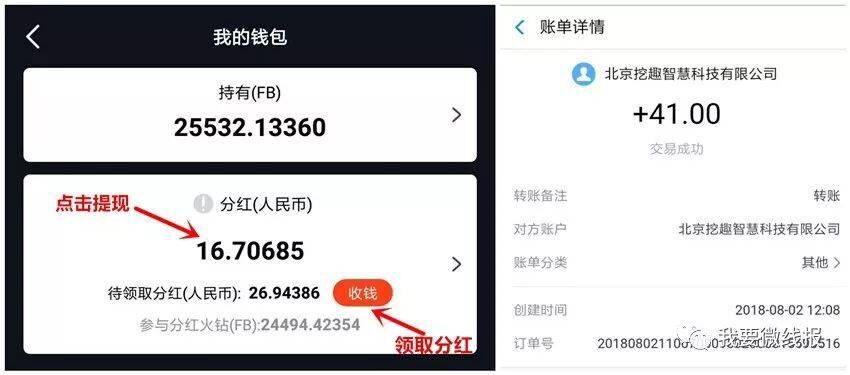 我的钱包
持有(FB)
25532.13360
点击提现
分红(人民币)
16.70685
待领取分红(人民币): 26.94386 收钱
参与分红火钻(FB):24494.42354
领取分红
账单详情
北京挖趣智慧科技有限公司
+41.00
交易成功
转账备注 转账
对方账户 北京挖趣智慧科技有限公司
账单分类 其他
创建时间 2018-08-02 12:08
我要微线报
订单号